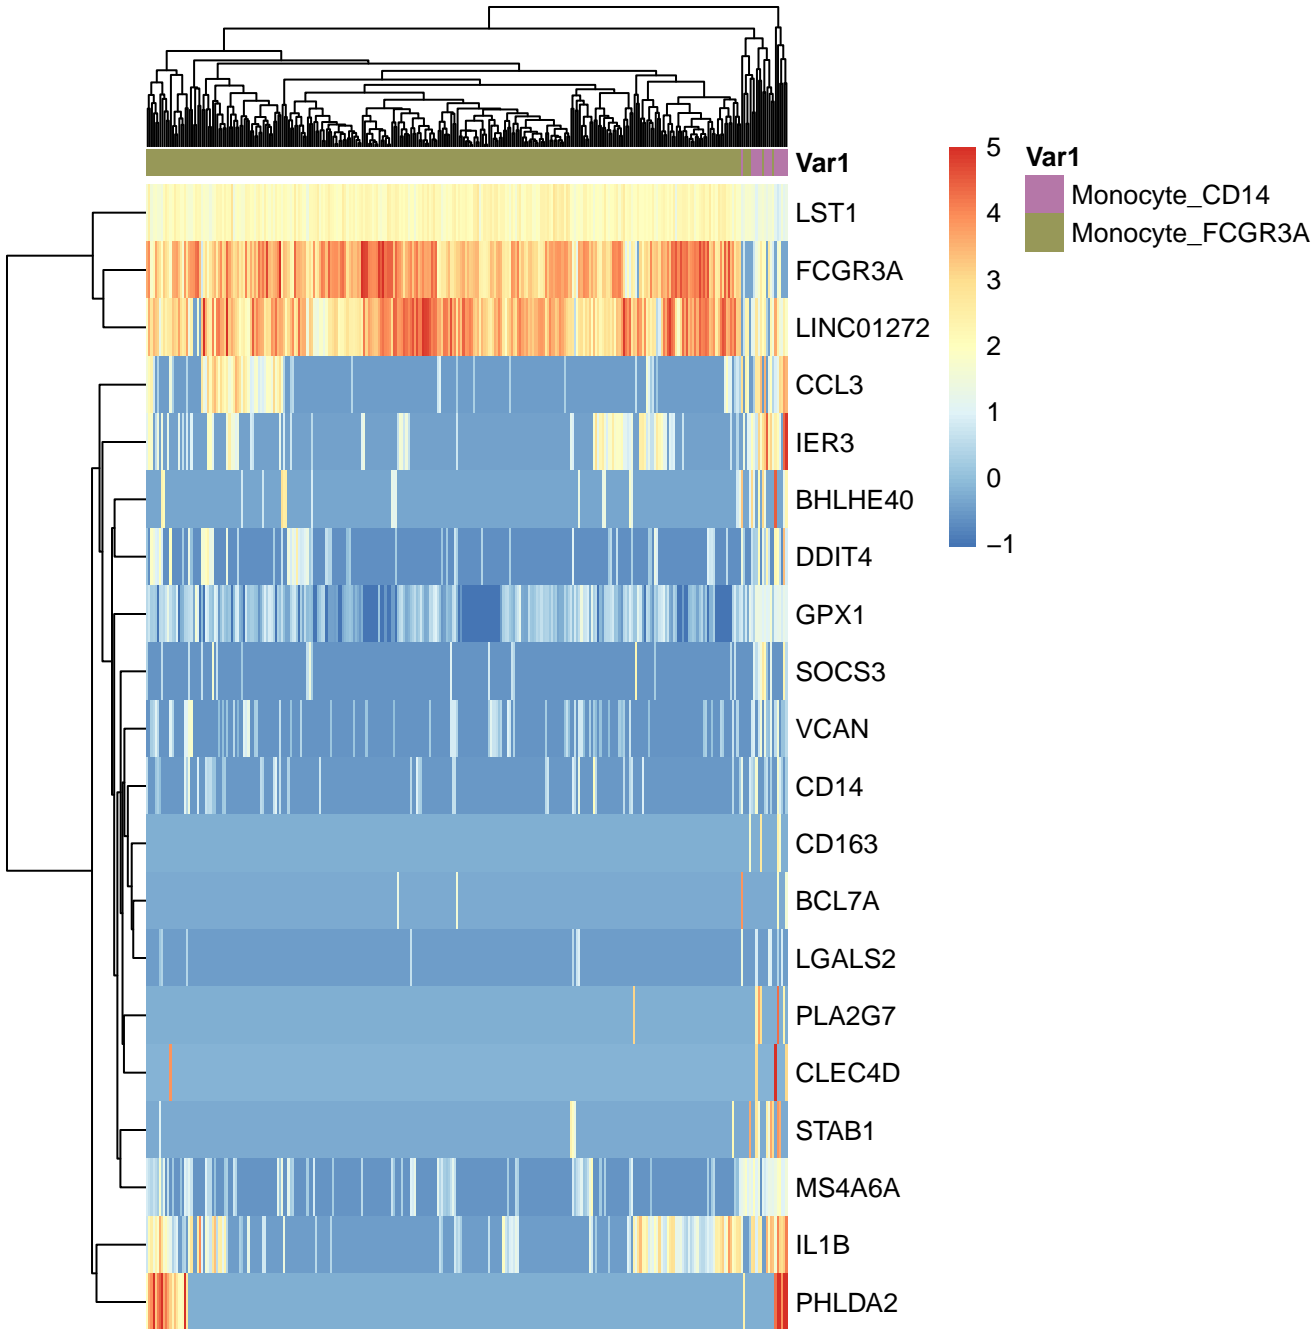 Var1
LST1
FCGR3A
LINC01272
CCL3
IER3
BHLHE40
DDIT4
GPX1
SOCS3
VCAN
CD14
CD163
BCL7A
LGALS2
PLA2G7
CLEC4D
STAB1
MS4A6A
IL1B
PHLDA2
5
4
3
2
1
0
−1
Var1
Monocyte_CD14
Monocyte_FCGR3A